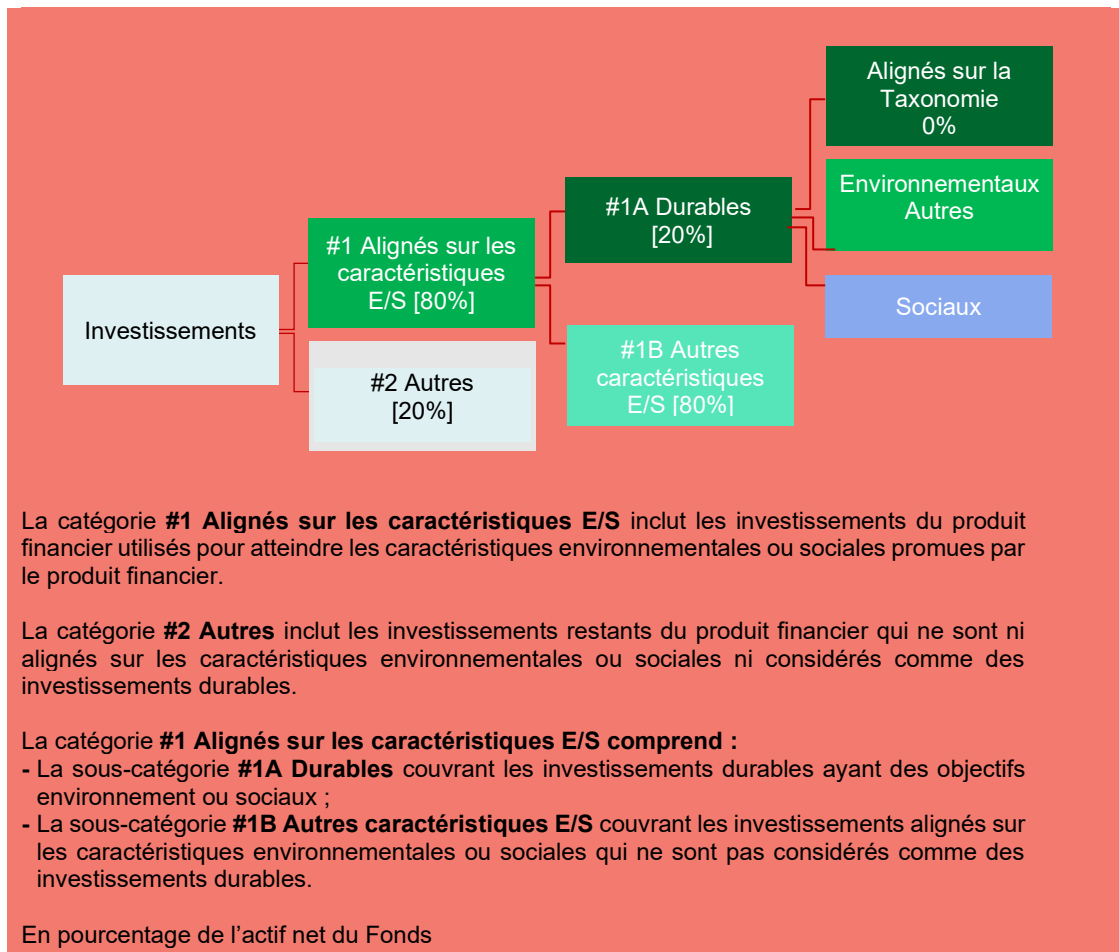 Alignés sur la
Taxonomie
0%
Environnementaux
Autres
#1A Durables
[20%]
#1 Alignés sur les
caractéristiques
E/S [80%]
Sociaux
Investissements
#1B Autres
caractéristiques
E/S [80%]
#2 Autres
[20%]
La catégorie #1 Alignés sur les caractéristiques E/S inclut les investissements du produit
financier utilisés pour atteindre les caractéristiques environnementales ou sociales promues par
le produit financier.
La catégorie #2 Autres inclut les investissements restants du produit financier qui ne sont ni
alignés sur les caractéristiques environnementales ou sociales ni considérés comme des
investissements durables.
La catégorie #1 Alignés sur les caractéristiques E/S comprend :
- La sous-catégorie #1A Durables couvrant les investissements durables ayant des objectifs
environnement ou sociaux ;
- La sous-catégorie #1B Autres caractéristiques E/S couvrant les investissements alignés sur
les caractéristiques environnementales ou sociales qui ne sont pas considérés comme des
investissements durables.
En pourcentage de l’actif net du Fonds